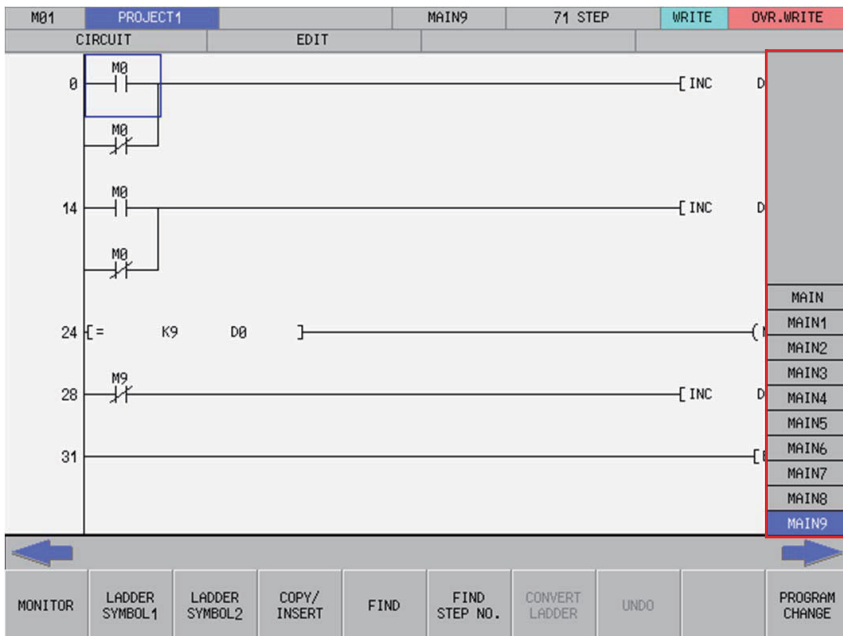 M01 PROJECT1 MAIN9 71 STEP WRITE OVR.WRITE
CIRCUIT EDIT
M0
0 [ INC D
M0
M0
14 [ INC D
M0
24 [= K9 D0 ]
M9
28 [ INC D
31
MAIN
MAIN1
MAIN2
MAIN3
MAIN4
MAIN5
MAIN6
MAIN7
MAIN8
MAIN9
MONITOR
LADDER
SYMBOL1
LADDER
SYMBOL2
COPY/
INSERT
FIND
FIND
STEP NO.
CONVERT
LADDER
UNDO
PROGRAM
CHANGE